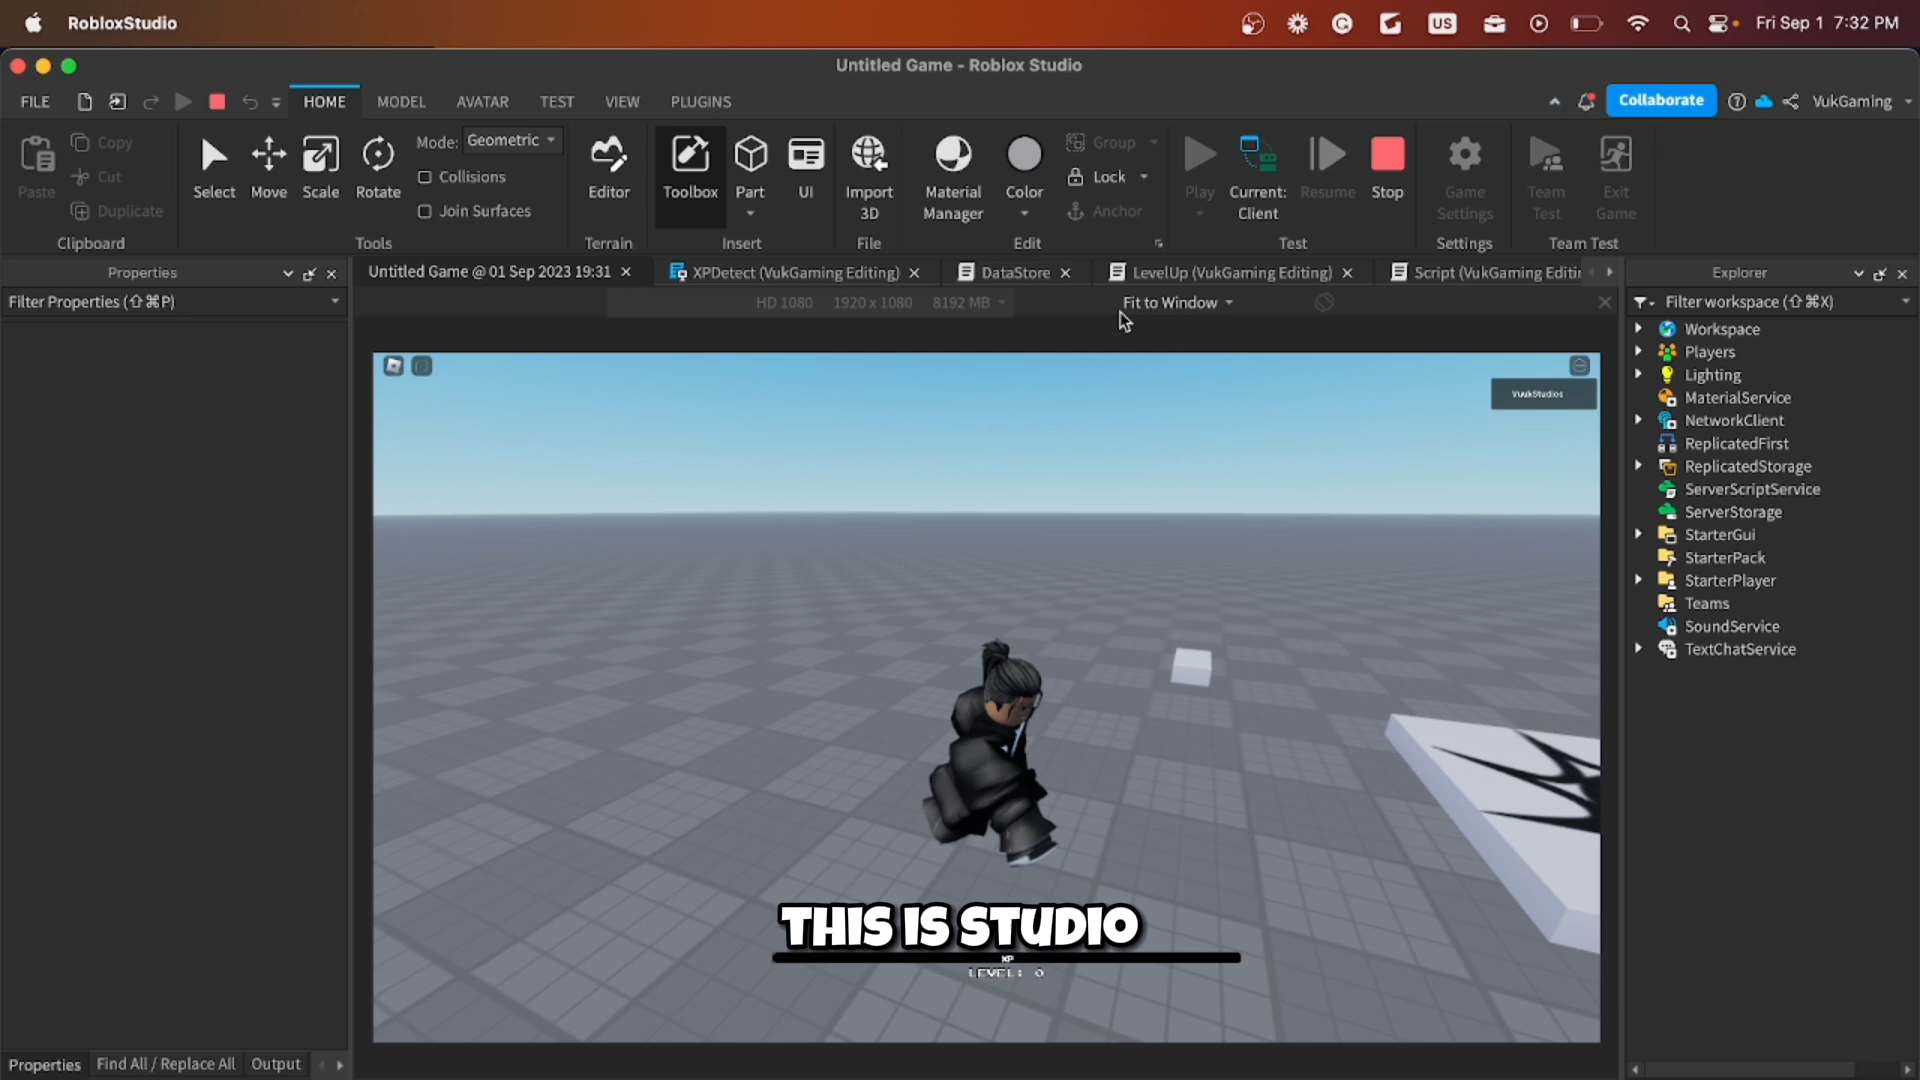 RobloxStudio
US
Fri Sep 1 7:32 PM
Untitled Game - Roblox Studio
FILE
HOME
MODEL
AVATAR
TEST
VIEW
PLUGINS
Collaborate
VukGaming
Paste
Copy
Cut
Duplicate
Clipboard
Select
Move
Scale
Rotate
Mode: Geometric
Collisions
Join Surfaces
Tools
Editor
Terrain
Toolbox
Part
UI
Insert
Import
3D
File
Material
Manager
Color
Group
Lock
Anchor
Edit
Play
Current:
Client
Resume
Stop
Test
Game
Settings
Settings
Team
Test
Exit
Game
Team Test
Properties
Filter Properties (⇧⌘P)
Untitled Game @ 01 Sep 2023 19:31
XPDetect (VukGaming Editing)
DataStore
LevelUp (VukGaming Editing)
Script (VukGaming Editin
HD 1080 1920 x 1080 8192 MB
Fit to Window
Explorer
Filter workspace (⇧⌘X)
Workspace
Players
Lighting
MaterialService
NetworkClient
ReplicatedFirst
ReplicatedStorage
ServerScriptService
ServerStorage
StarterGui
StarterPack
StarterPlayer
Teams
SoundService
TextChatService
VuukStudios
THIS IS STUDIO
XP
LEVEL: 0
Properties
Find All / Replace All
Output